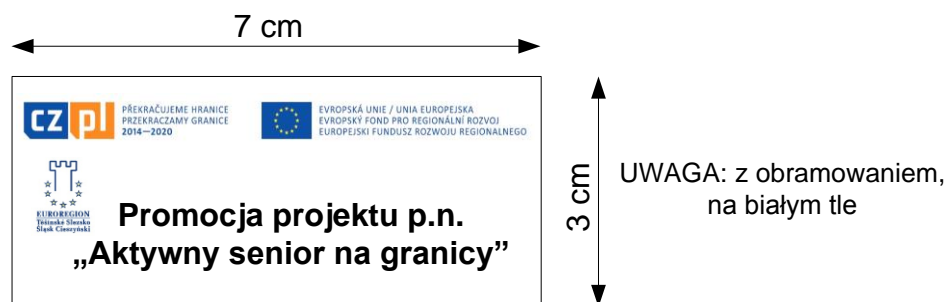 7 cm
CZ pl
PŘEKRAČUJEME HRANICE
PRZEKRACZAMY GRANICE
2014—2020
EVROPSKÁ UNIE / UNIA EUROPEJSKA
EVROPSKÝ FOND PRO REGIONÁLNÍ ROZVOJ
EUROPEJSKI FUNDUSZ ROZWOJU REGIONALNEGO
EUROREGION
Těšínské Slezsko
Śląsk Cieszyński
Promocja projektu p.n.
„Aktywny senior na granicy”
3 cm
UWAGA: z obramowaniem,
na białym tle